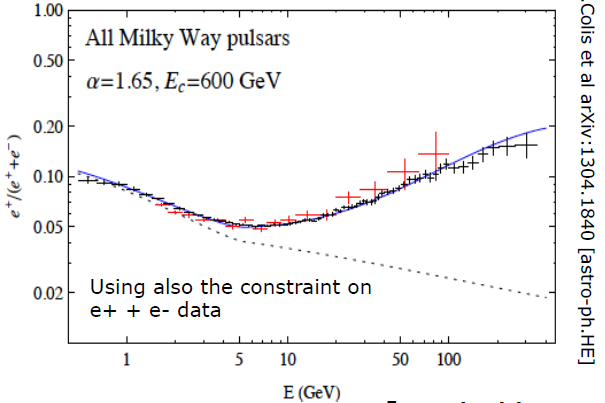 1.00
0.50
0.20
0.10
0.05
0.02
e⁺/(e⁺+e⁻)
All Milky Way pulsars
α=1.65, E_c=600 GeV
Using also the constraint on
e+ + e- data
1
5
10
50
100
E (GeV)
.Colis et al arXiv:1304.1840 [astro-ph.HE]